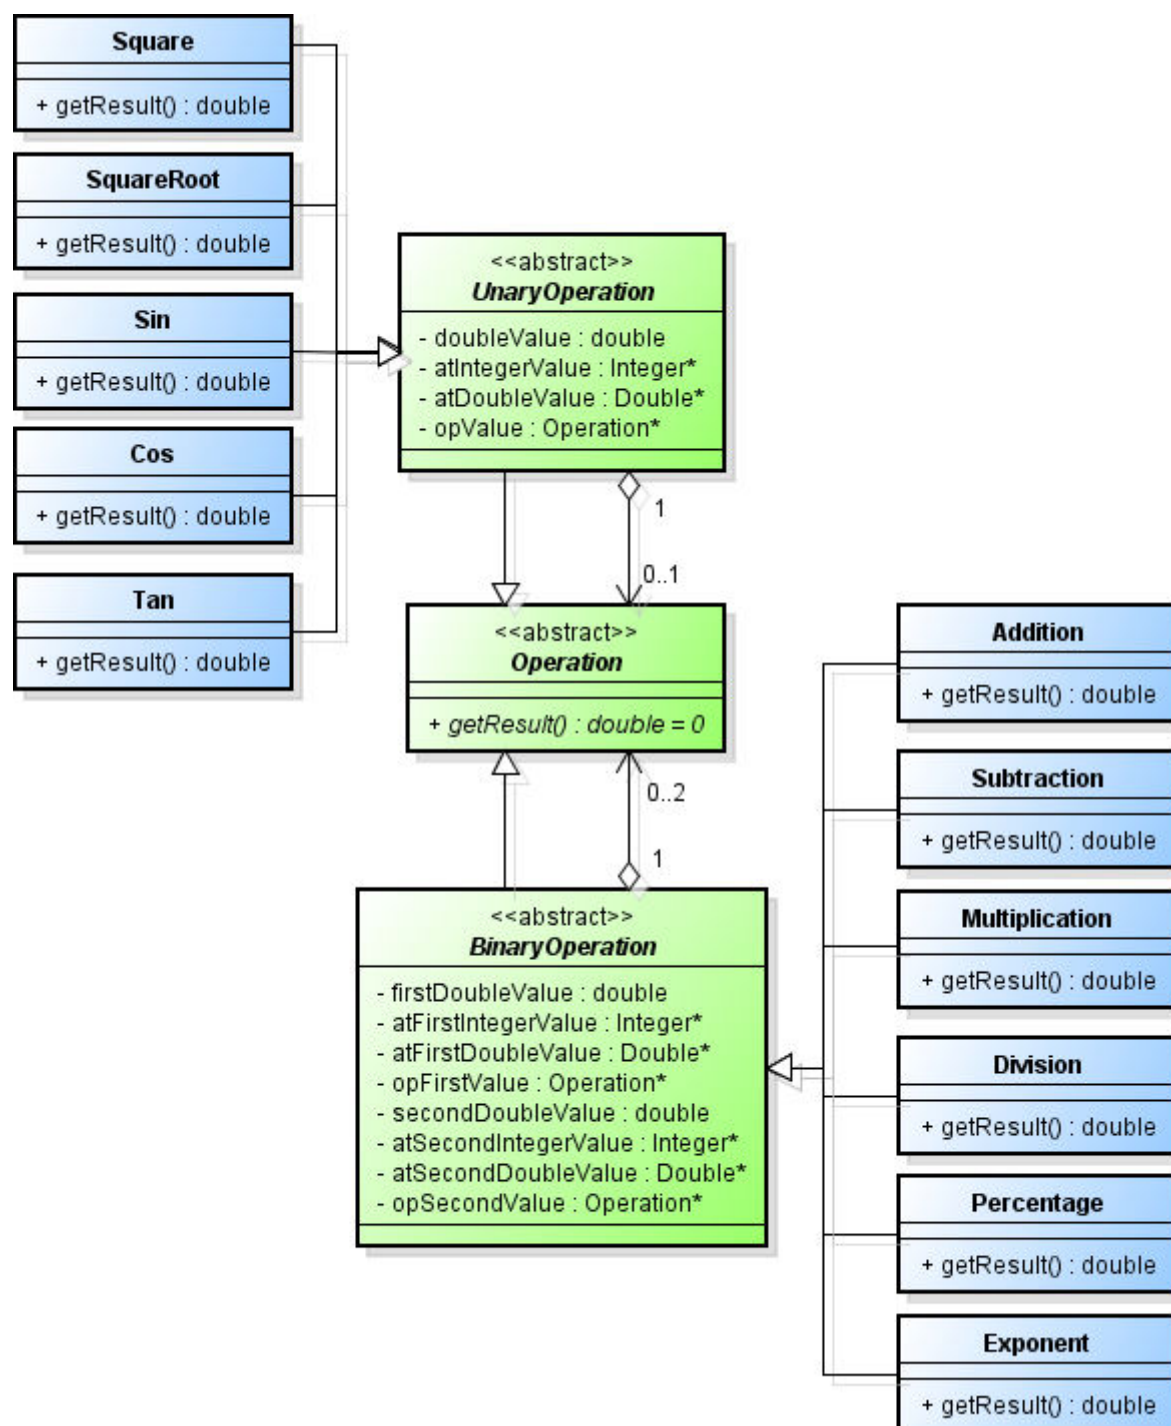 Square
+ getResult() : double
SquareRoot
+ getResult() : double
Sin
+ getResult() : double
Cos
+ getResult() : double
Tan
+ getResult() : double
<<abstract>>
UnaryOperation
- doubleValue : double
- atIntegerValue : Integer*
- atDoubleValue : Double*
- opValue : Operation*
1
0..1
<<abstract>>
Operation
+ getResult() : double = 0
0..2
1
<<abstract>>
BinaryOperation
- firstDoubleValue : double
- atFirstIntegerValue : Integer*
- atFirstDoubleValue : Double*
- opFirstValue : Operation*
- secondDoubleValue : double
- atSecondIntegerValue : Integer*
- atSecondDoubleValue : Double*
- opSecondValue : Operation*
Addition
+ getResult() : double
Subtraction
+ getResult() : double
Multiplication
+ getResult() : double
Division
+ getResult() : double
Percentage
+ getResult() : double
Exponent
+ getResult() : double